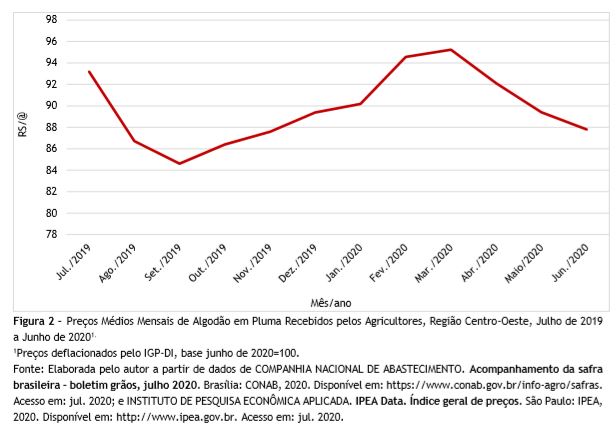 98
96
94
92
90
88
86
84
82
80
78
R$/@
Jul./2019
Ago./2019
Set./2019
Out./2019
Nov./2019
Dez./2019
Jan./2020
Fev./2020
Mar./2020
Abr./2020
Maio/2020
Jun./2020
Mês/ano
Figura 2 - Preços Médios Mensais de Algodão em Pluma Recebidos pelos Agricultores, Região Centro-Oeste, Julho de 2019
a Junho de 2020¹.
¹Preços deflacionados pelo IGP-DI, base junho de 2020=100.
Fonte: Elaborada pelo autor a partir de dados de COMPANHIA NACIONAL DE ABASTECIMENTO. Acompanhamento da safra
brasileira - boletim grãos, julho 2020. Brasília: CONAB, 2020. Disponível em: https://www.conab.gov.br/info-agro/safras.
Acesso em: jul. 2020; e INSTITUTO DE PESQUISA ECONÔMICA APLICADA. IPEA Data. Índice geral de preços. São Paulo: IPEA,
2020. Disponível em: http://www.ipea.gov.br. Acesso em: jul. 2020.